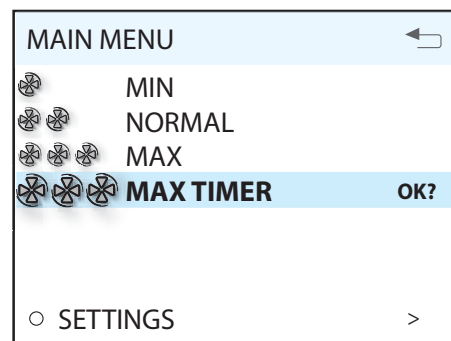 MAIN MENU
MIN
NORMAL
MAX
MAX TIMER OK?
SETTINGS >